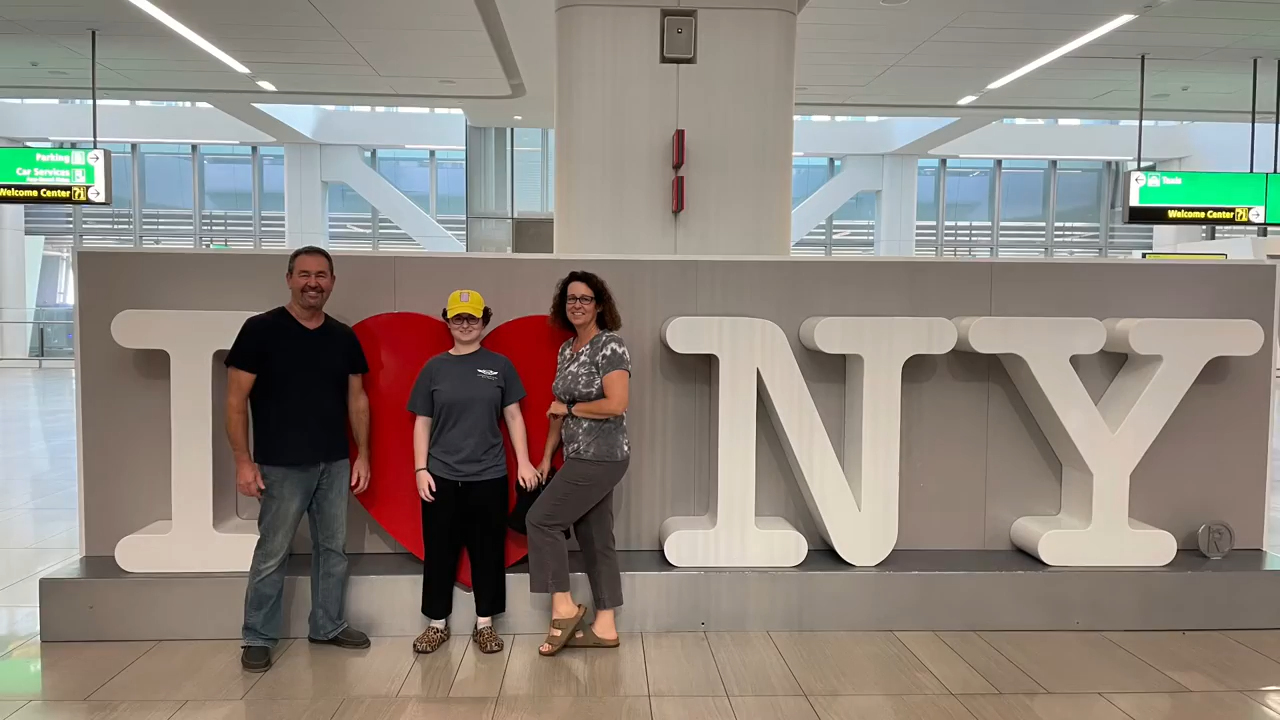 Parking
Car Services
Welcome Center
Taxis
Welcome Center
I NY
R